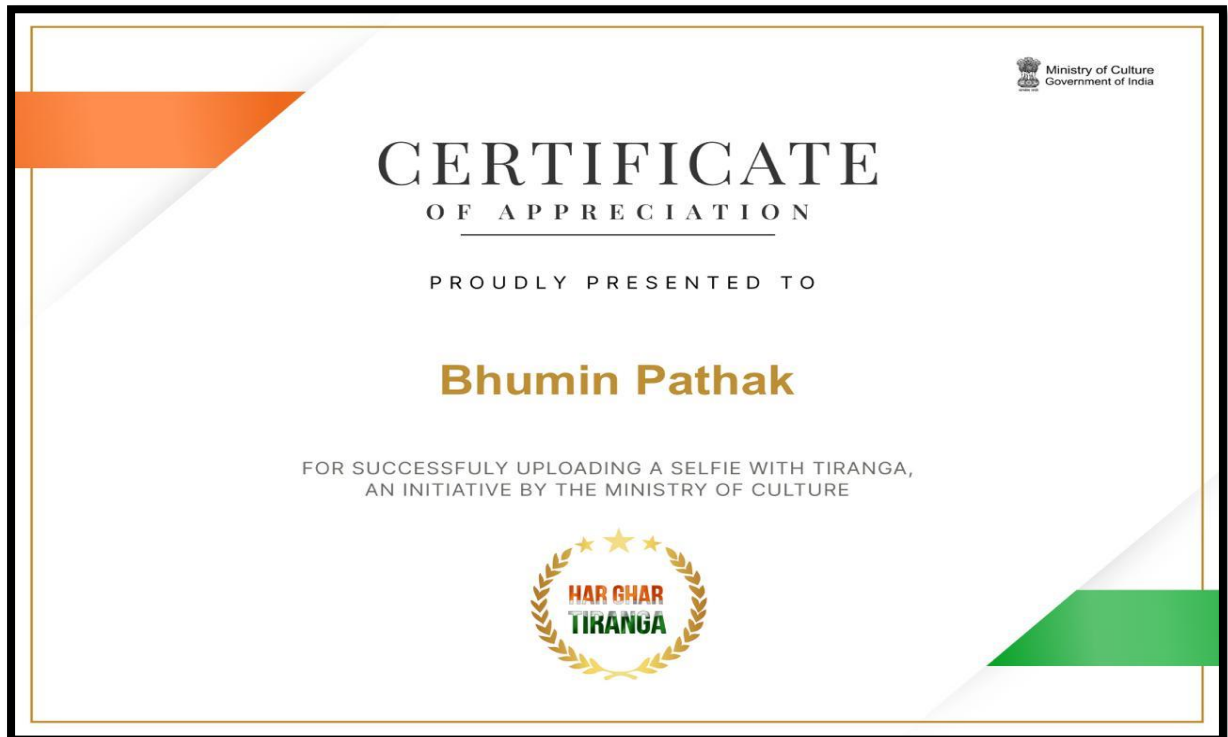 Ministry of Culture
Government of India
CERTIFICATE
OF APPRECIATION
PROUDLY PRESENTED TO
Bhumin Pathak
FOR SUCCESSFULY UPLOADING A SELFIE WITH TIRANGA,
AN INITIATIVE BY THE MINISTRY OF CULTURE
HAR GHAR
TIRANGA